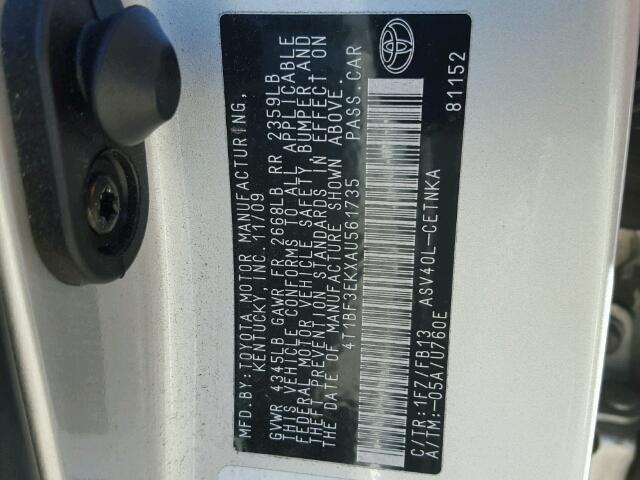 MFD.BY:TOYOTA MOTOR MANUFACTURING,
KENTUCKY, INC. 11/09
GVWR 4345LB GAWR FR 2668LB RR 2359LB
THIS VEHICLE CONFORMS TO ALL APPLICABLE
FEDERAL MOTOR VEHICLE SAFETY, BUMPER, AND
THEFT PREVENTION STANDARDS IN EFFECT ON
THE DATE OF MANUFACTURE SHOWN ABOVE.
4T1BF3EKXAU561735 PASS.CAR
C/TR:1F7/FB13 ASV40L-CETNKA
A/TM:-05A/U760E
81152